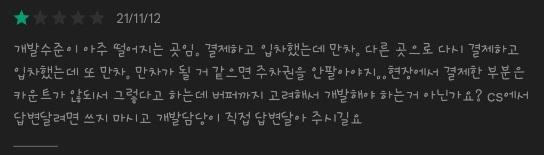 21/11/12
개발수준이 아주 떨어지는 곳임. 결제하고 입차했는데 만차. 다른 곳으로 다시 결제하고
입차했는데 또 만차. 만차가 될 거 같으면 주차권을 안팔아야지.. 현장에서 결제한 부분은
카운트가 않되서 그렇다고 하는데 버퍼까지 고려해서 개발해야 하는거 아닌가요? cs에서
답변달려면 쓰지 마시고 개발담당이 직접 답변달아 주시길요